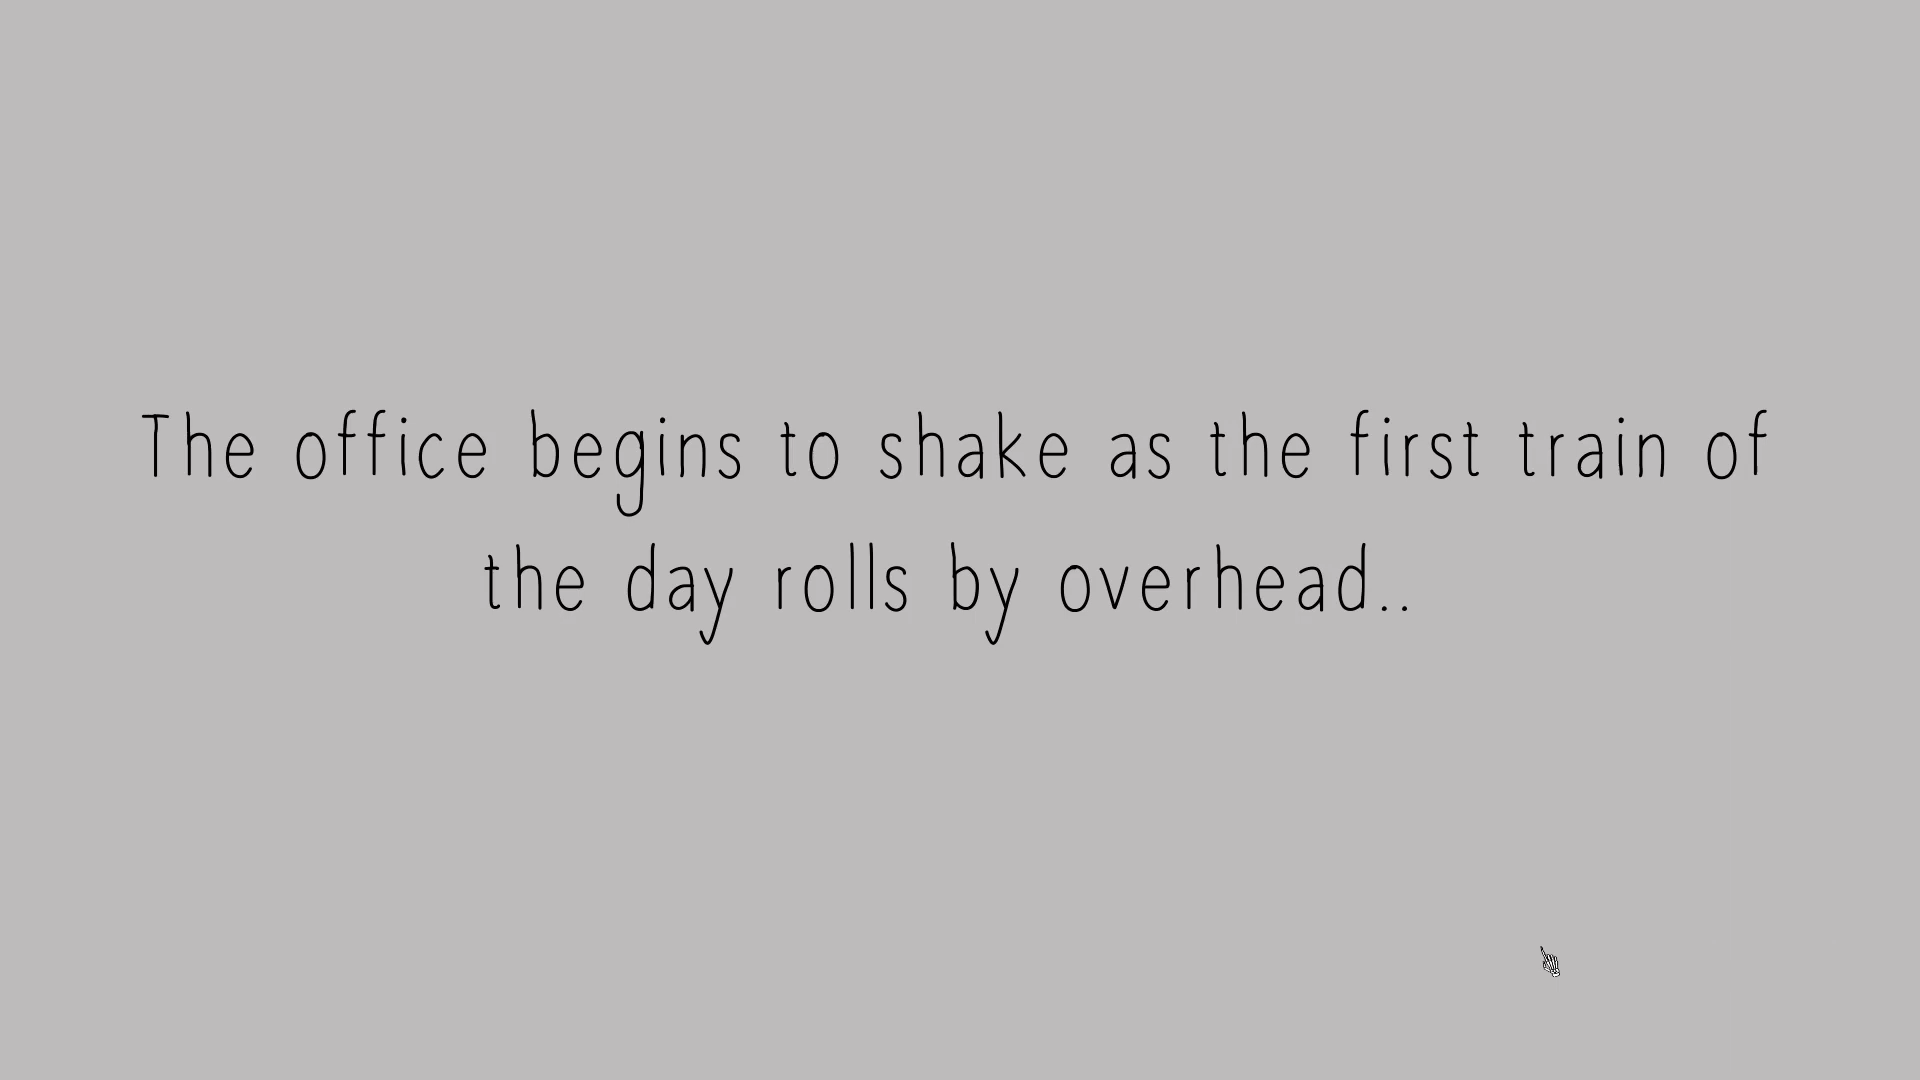 The office begins to shake as the first train of
the day rolls by overhead..